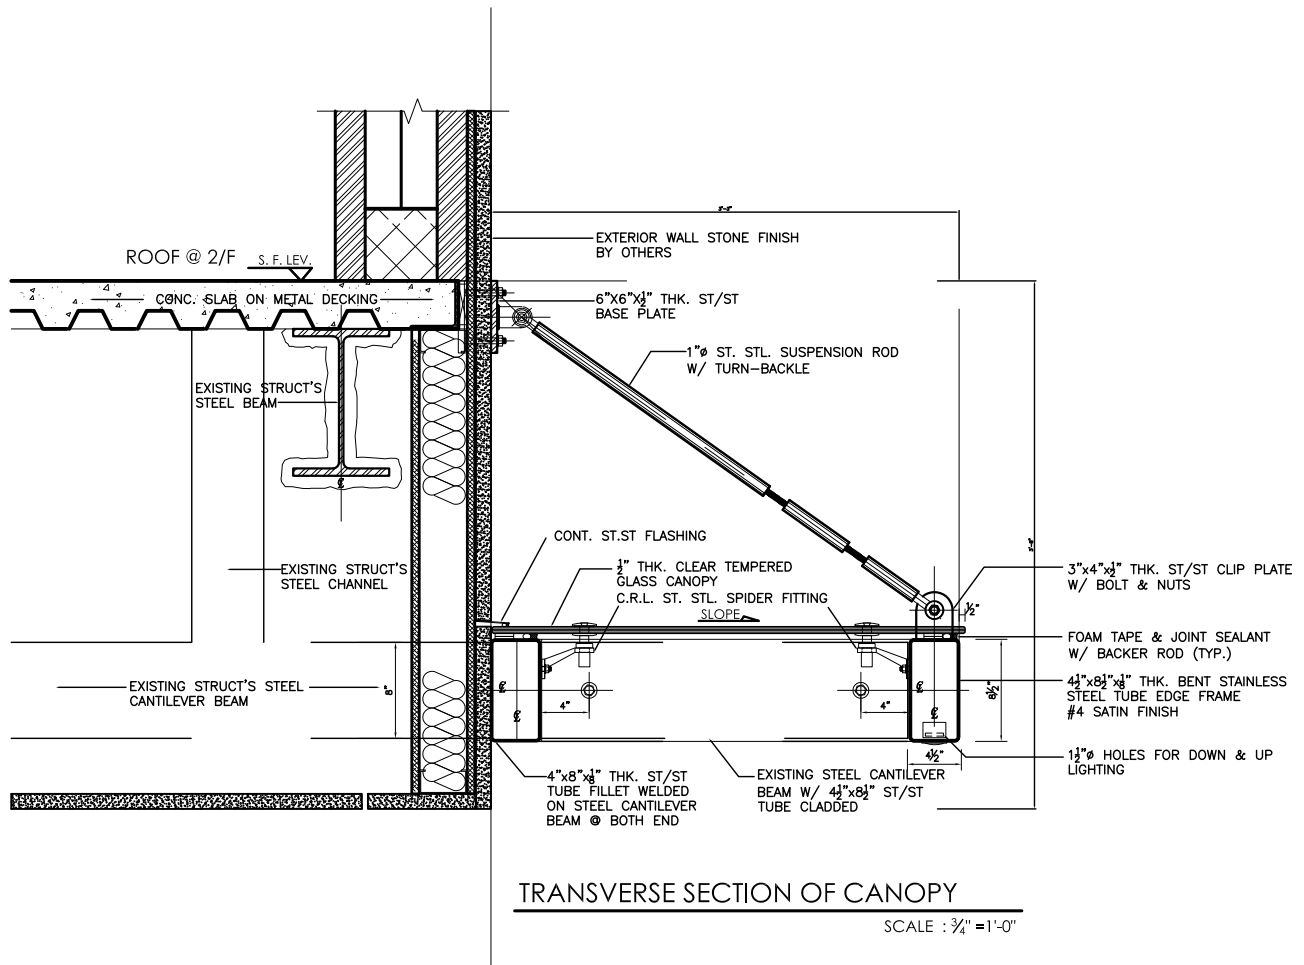 ROOF @ 2/F
S. F. LEV.
CONC. SLAB ON METAL DECKING
EXTERIOR WALL STONE FINISH
BY OTHERS
6"x6"x½" THK. ST/ST
BASE PLATE
1"ø ST. STL. SUSPENSION ROD
W/ TURN-BACKLE
EXISTING STRUCT'S
STEEL BEAM
CONT. ST.ST FLASHING
½" THK. CLEAR TEMPERED
GLASS CANOPY
C.R.L. ST. STL. SPIDER FITTING
SLOPE
EXISTING STRUCT'S
STEEL CHANNEL
3"x4"x½" THK. ST/ST CLIP PLATE
W/ BOLT & NUTS
½"
FOAM TAPE & JOINT SEALANT
W/ BACKER ROD (TYP.)
EXISTING STRUCT'S STEEL
CANTILEVER BEAM
8"
4"
4"
8½"
4½"x8½"x⅛" THK. BENT STAINLESS
STEEL TUBE EDGE FRAME
#4 SATIN FINISH
4½"
1½"ø HOLES FOR DOWN & UP
LIGHTING
4"x8"x⅛" THK. ST/ST
TUBE FILLET WELDED
ON STEEL CANTILEVER
BEAM @ BOTH END
EXISTING STEEL CANTILEVER
BEAM W/ 4½"x8½" ST/ST
TUBE CLADDED
TRANSVERSE SECTION OF CANOPY
SCALE : ¾" =1'-0"